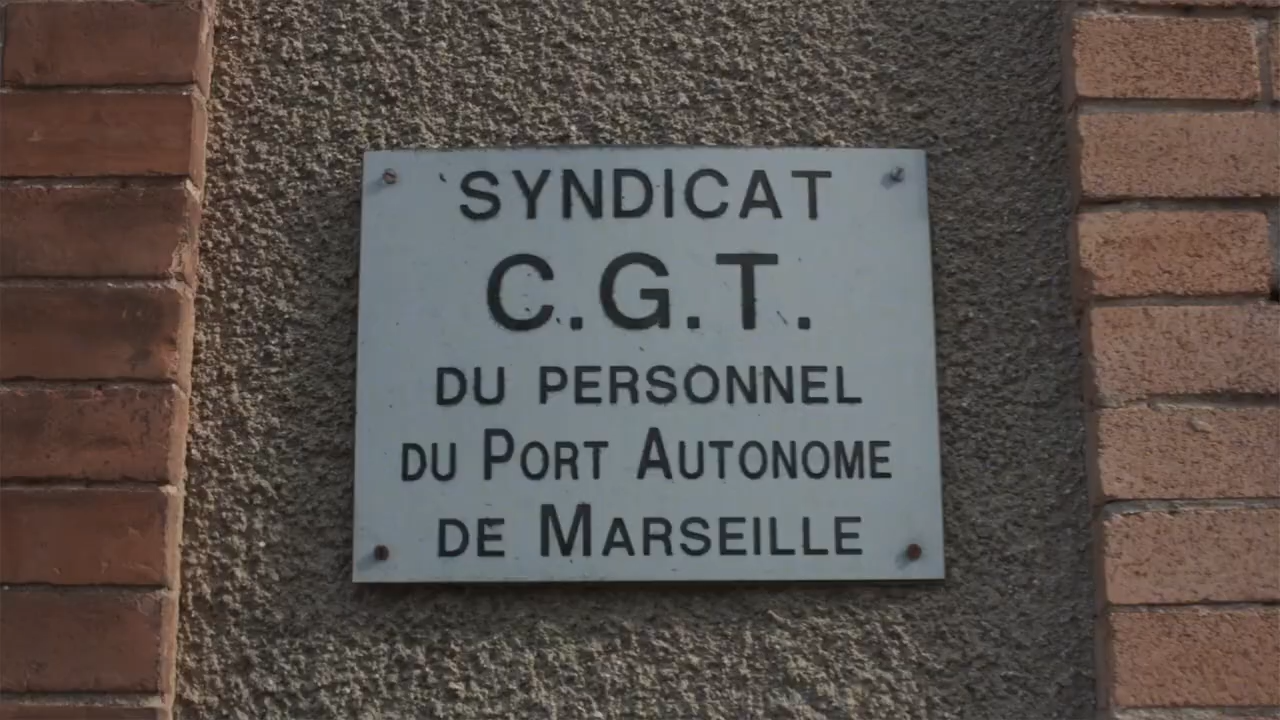 SYNDICAT
C.G.T.
DU PERSONNEL
DU PORT AUTONOME
DE MARSEILLE